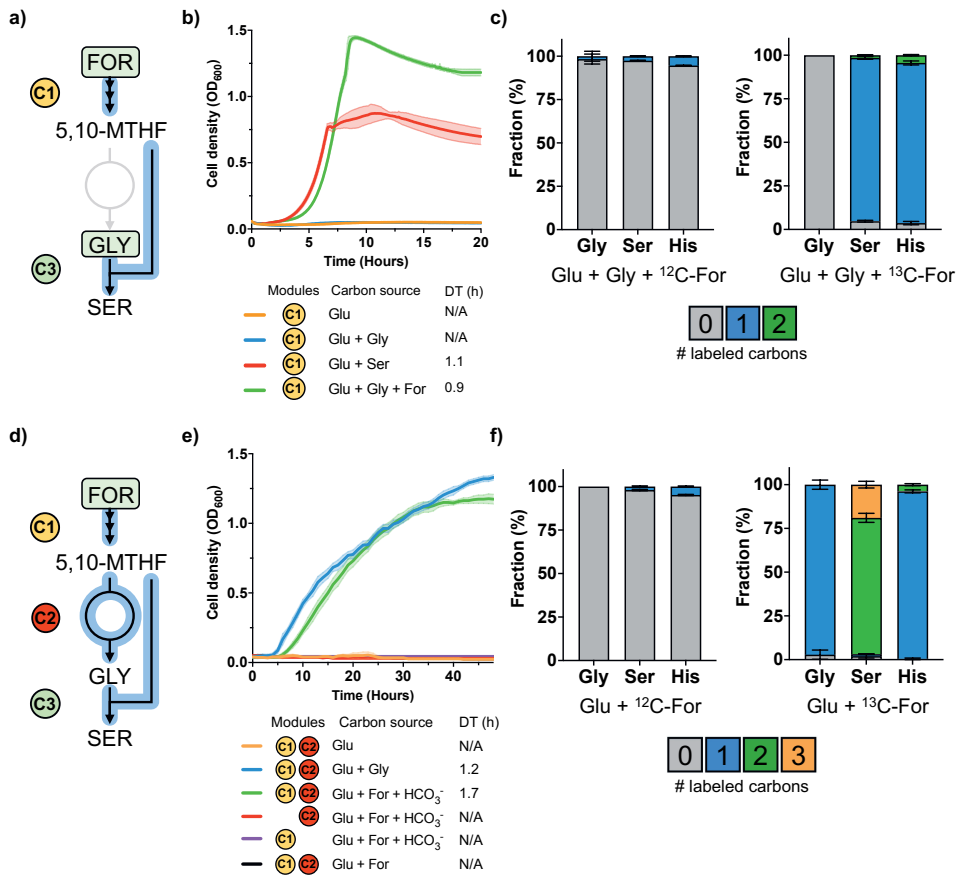 a)
FOR
C1
5,10-MTHF
GLY
C3
SER
b)
Cell density (OD600)
1.5
1.0
0.5
0.0
0 5 10 15 20
Time (Hours)
Modules Carbon source DT (h)
C1 Glu N/A
C1 Glu + Gly N/A
C1 Glu + Ser 1.1
C1 Glu + Gly + For 0.9
c)
Fraction (%)
100
75
50
25
0
Gly Ser His
Glu + Gly + ¹²C-For
Fraction (%)
100
75
50
25
0
Gly Ser His
Glu + Gly + ¹³C-For
0 1 2
# labeled carbons
d)
FOR
C1
5,10-MTHF
C2
GLY
C3
SER
e)
Cell density (OD600)
1.5
1.0
0.5
0.0
0 10 20 30 40
Time (Hours)
Modules Carbon source DT (h)
C1 C2 Glu N/A
C1 C2 Glu + Gly 1.2
C1 C2 Glu + For + HCO₃⁻ 1.7
C2 Glu + For + HCO₃⁻ N/A
C1 Glu + For + HCO₃⁻ N/A
C1 C2 Glu + For N/A
f)
Fraction (%)
100
75
50
25
0
Gly Ser His
Glu + ¹²C-For
Fraction (%)
100
75
50
25
0
Gly Ser His
Glu + ¹³C-For
0 1 2 3
# labeled carbons